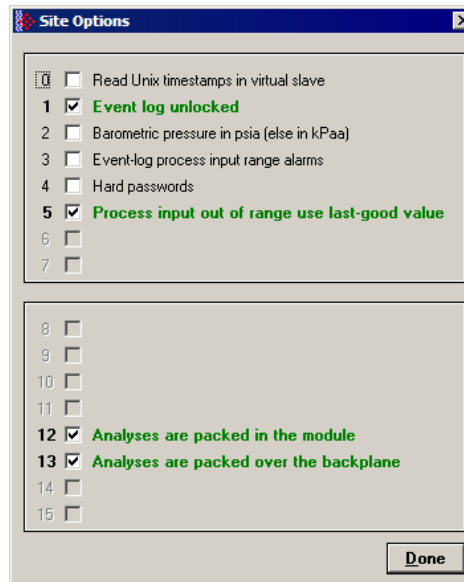 Site Options
0 Read Unix timestamps in virtual slave
1 Event log unlocked
2 Barometric pressure in psia (else in kPaa)
3 Event-log process input range alarms
4 Hard passwords
5 Process input out of range use last-good value
6
7
8
9
10
11
12 Analyses are packed in the module
13 Analyses are packed over the backplane
14
15
Done